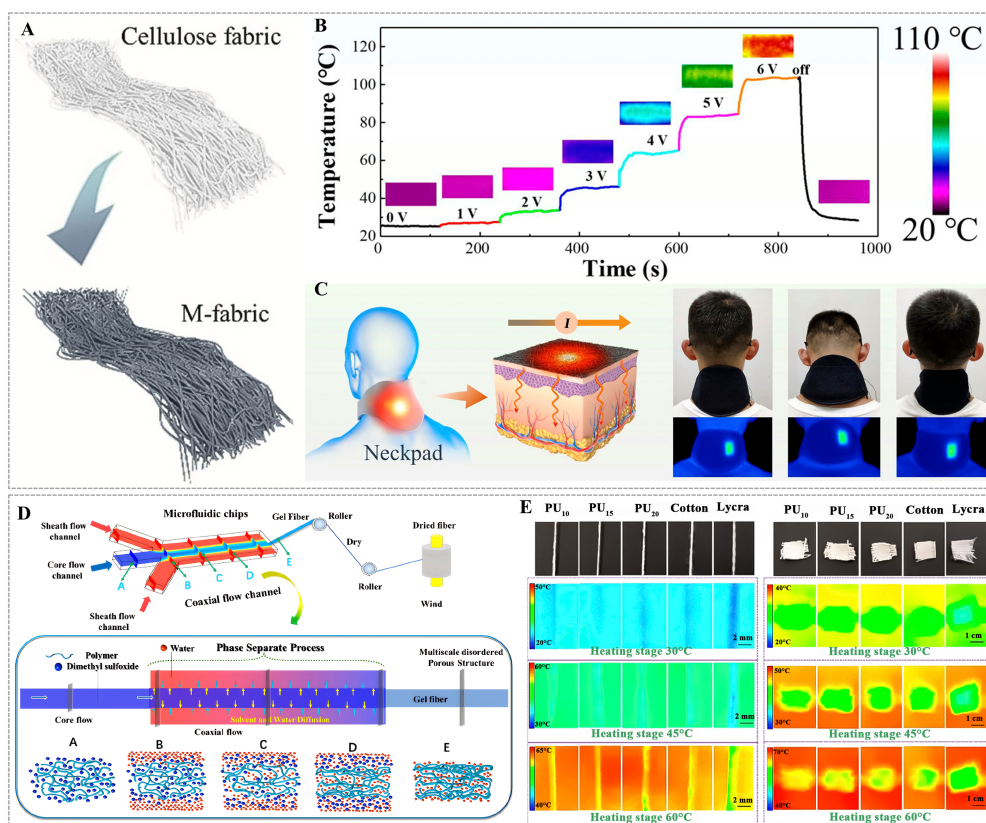 A
Cellulose fabric
M-fabric
B
Temperature (℃)
120
100
80
60
40
20
0 V
1 V
2 V
3 V
4 V
5 V
6 V
off
0
200
400
600
800
1000
Time (s)
110 ℃
20 ℃
C
Neckpad
I
D
Microfluidic chips
Sheath flow
channel
Core flow
channel
Sheath flow
channel
Coaxial flow channel
A
B
C
D
E
Gel Fiber
Roller
Dry
Roller
Dried fiber
Wind
Polymer
Dimethyl sulfoxide
Water
Phase Separate Process
Multiscale disordered
Porous Structure
Core flow
Solvent and Water Diffusion
Coaxial flow
Gel fiber
A
B
C
D
E
E
PU10 PU15 PU20 Cotton Lycra
50°C
20°C
2 mm
Heating stage 30°C
60°C
30°C
2 mm
Heating stage 45°C
65°C
40°C
2 mm
Heating stage 60°C
PU10 PU15 PU20 Cotton Lycra
40°C
20°C
1 cm
Heating stage 30°C
50°C
30°C
1 cm
Heating stage 45°C
70°C
40°C
1 cm
Heating stage 60°C